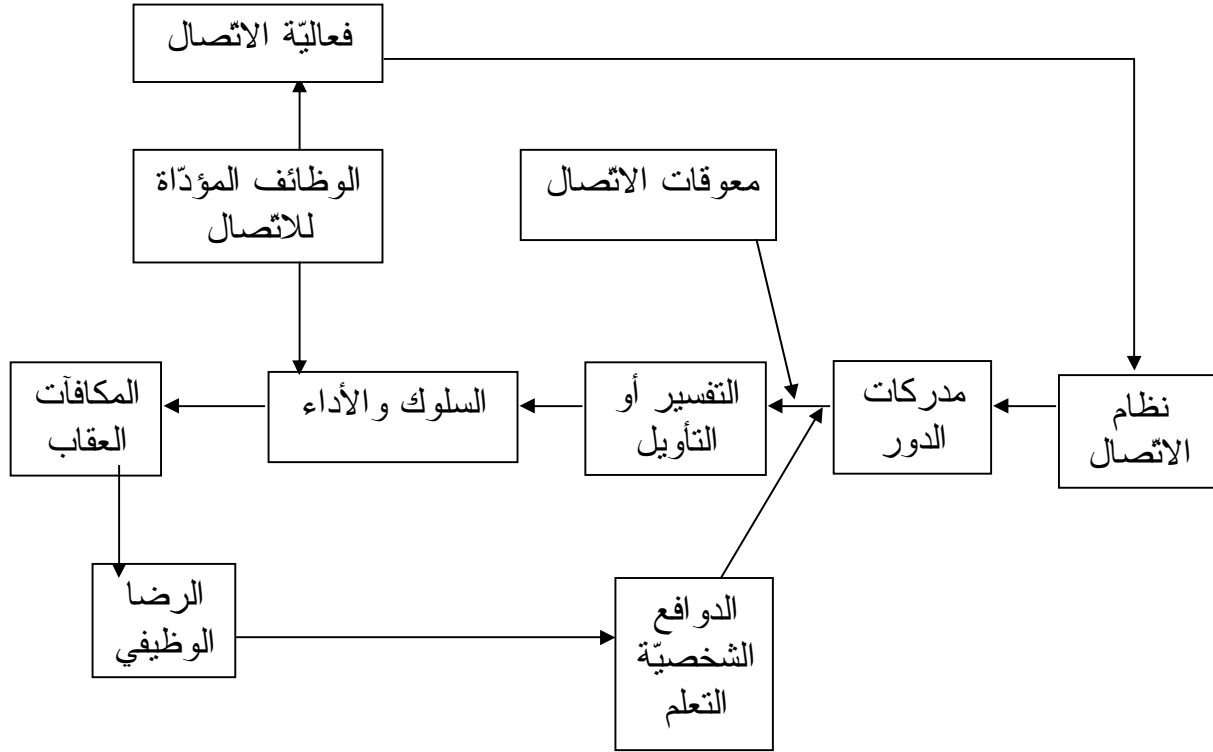 فعاليّة الاتّصال
الوظائف المؤدّاة
للاتّصال
معوقات الاتّصال
نظام
الاتّصال
مدركات
الدور
التفسير أو
التأويل
السلوك والأداء
المكافآت
العقاب
الرضا
الوظيفي
الدوافع
الشخصيّة
التعلم